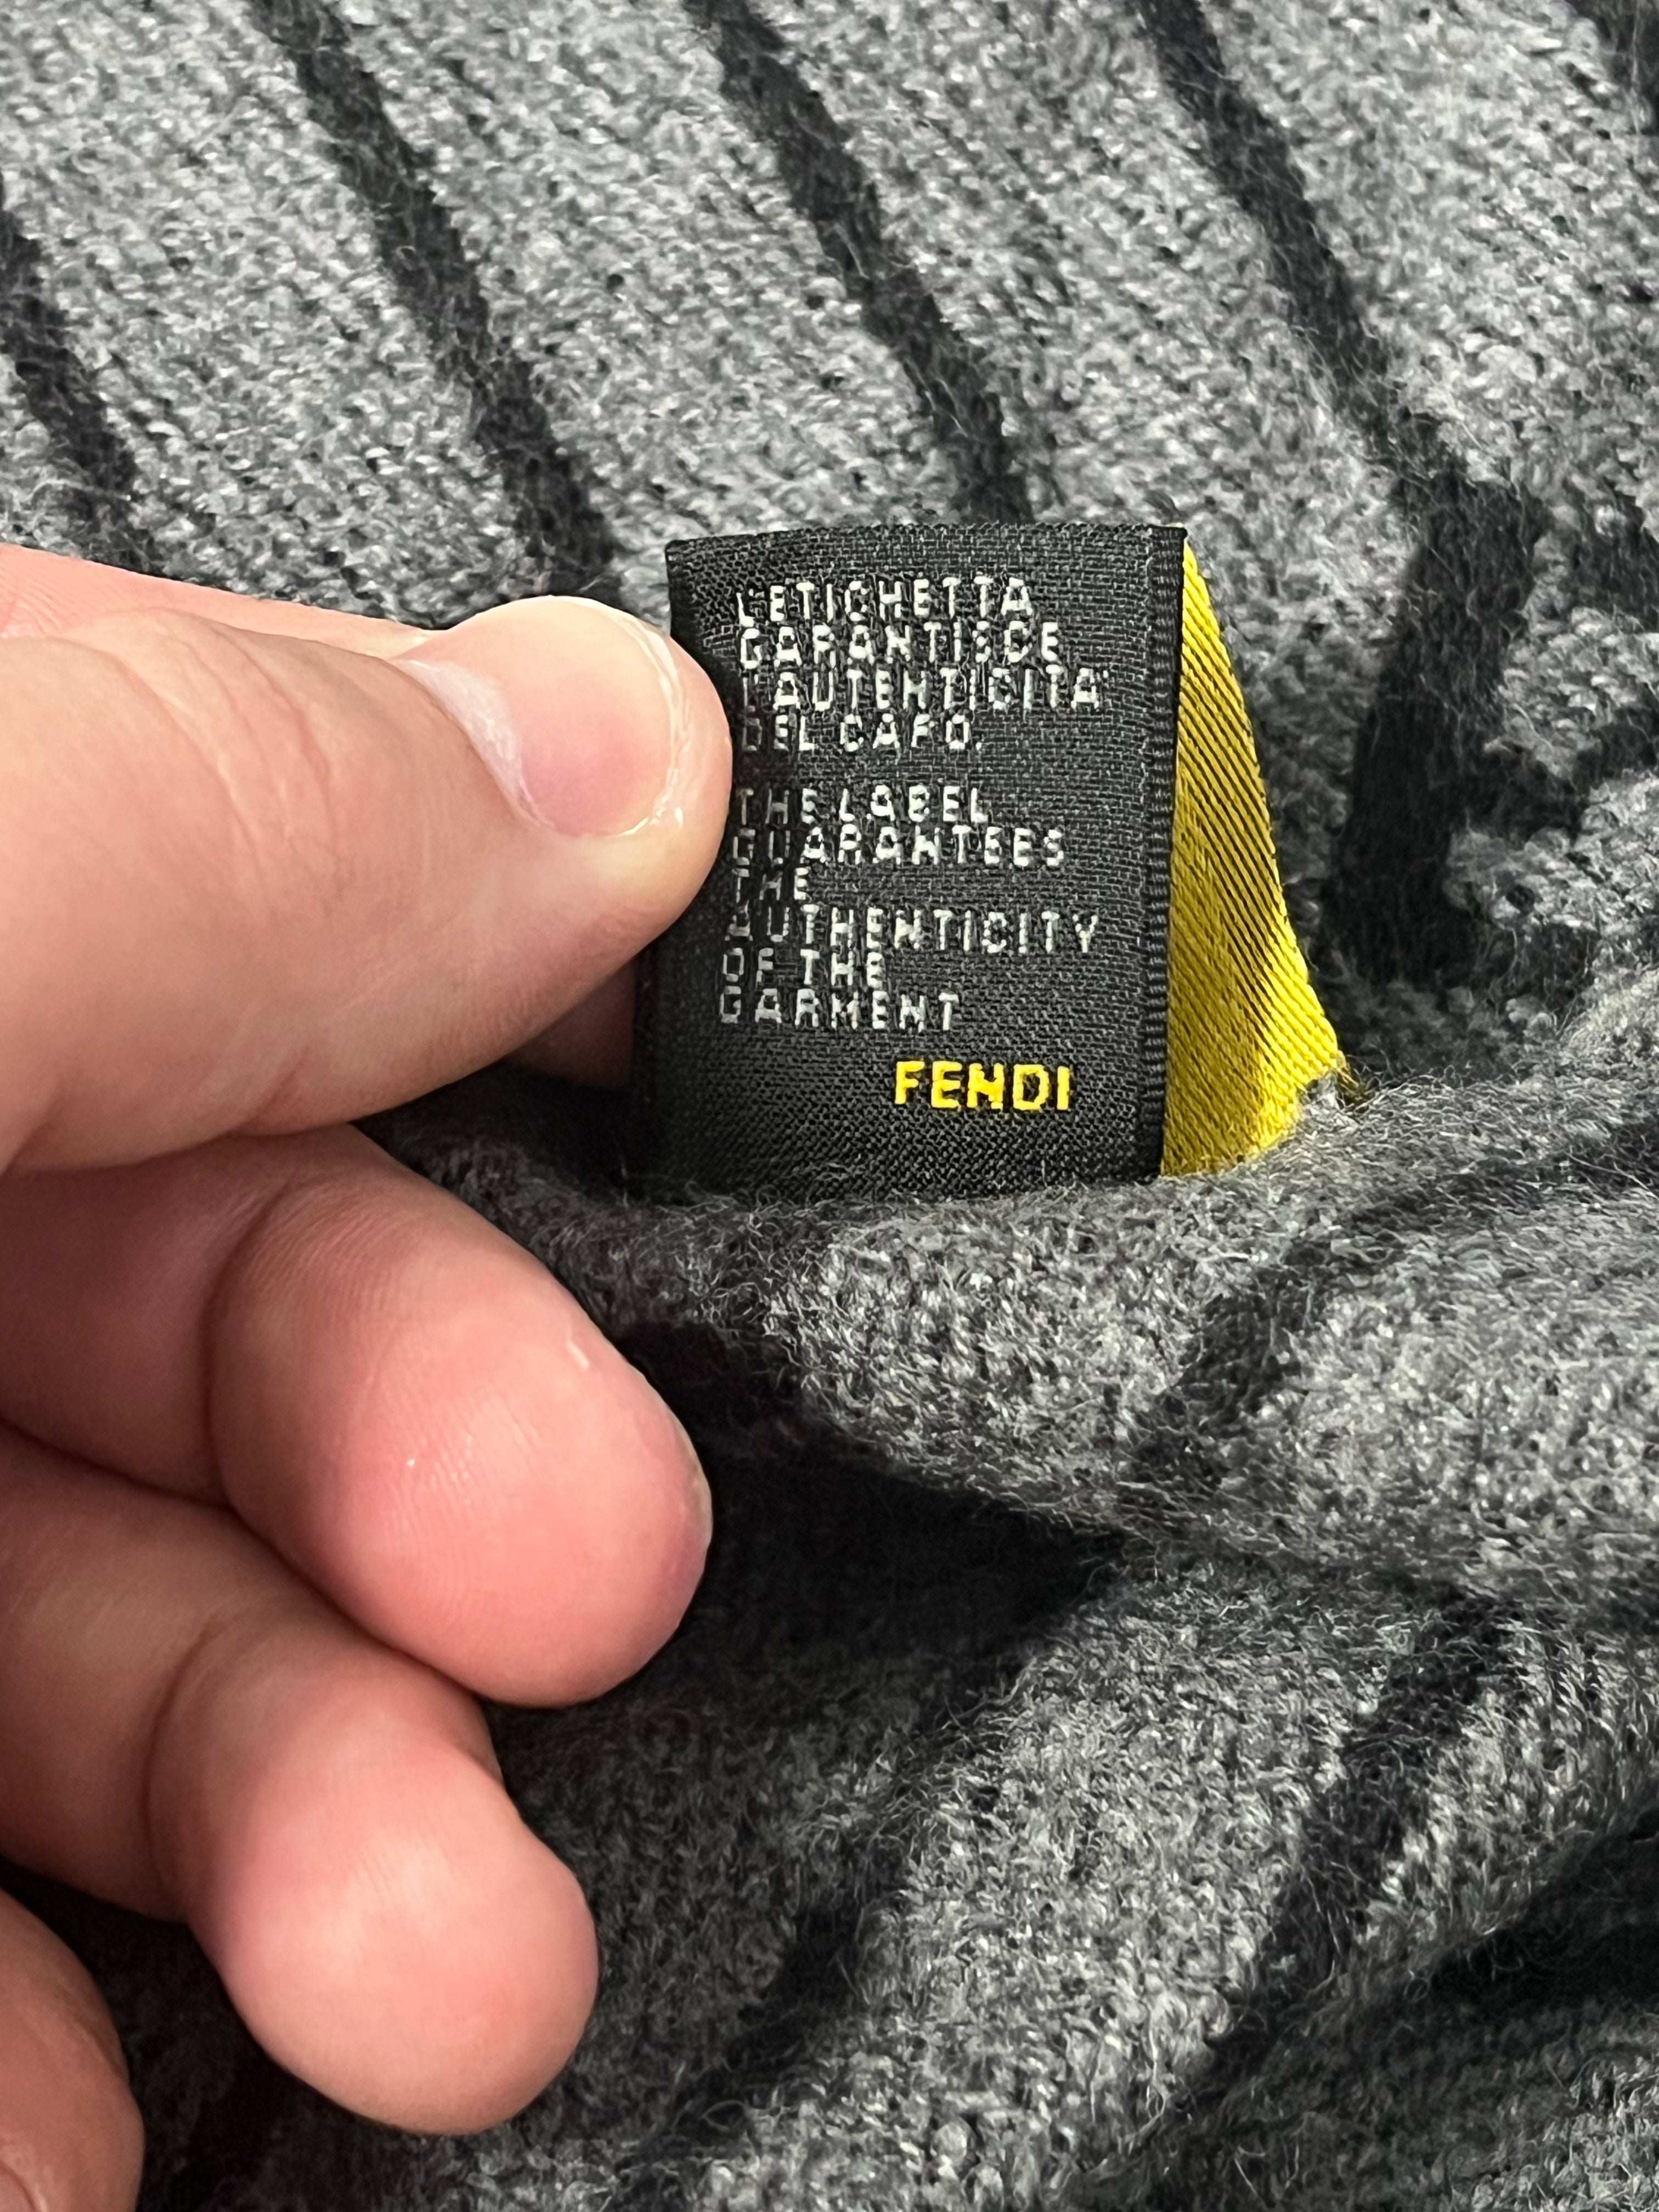 L'ETICHETTA
GARANTISCE
L'AUTENTICITA'
DEL CAPO.
THE LABEL
GUARANTEES
THE
AUTHENTICITY
OF THE
GARMENT
FENDI